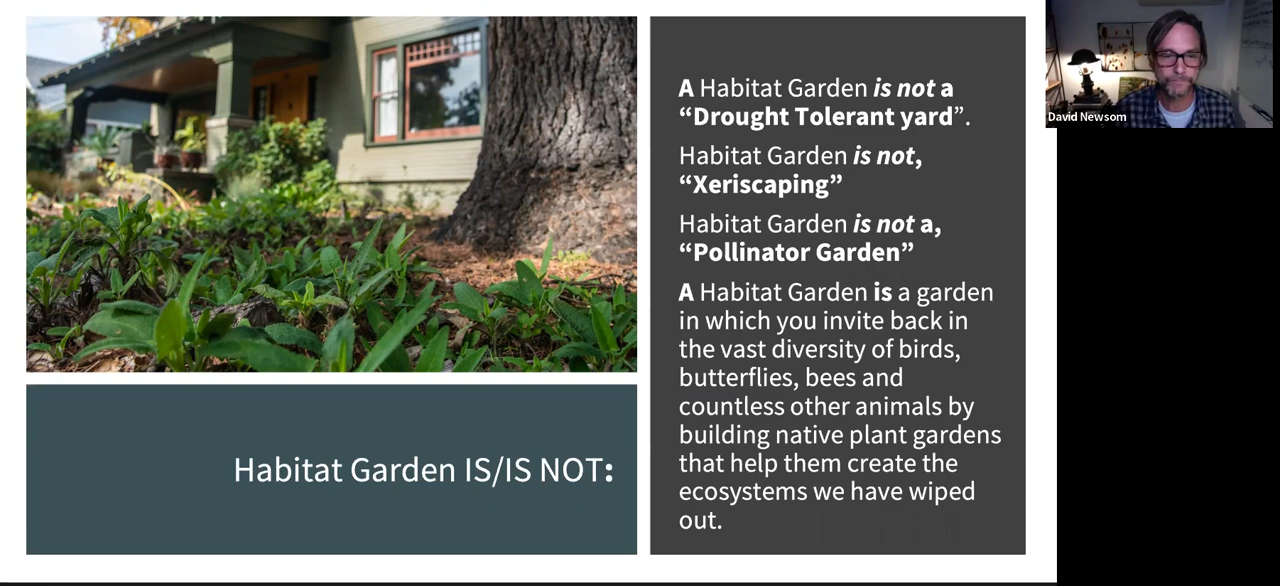 A Habitat Garden is not a
“Drought Tolerant yard”.
Habitat Garden is not,
“Xeriscaping”
Habitat Garden is not a,
“Pollinator Garden”
A Habitat Garden is a garden
in which you invite back in
the vast diversity of birds,
butterflies, bees and
countless other animals by
building native plant gardens
that help them create the
ecosystems we have wiped
out.
Habitat Garden IS/IS NOT:
David Newsom